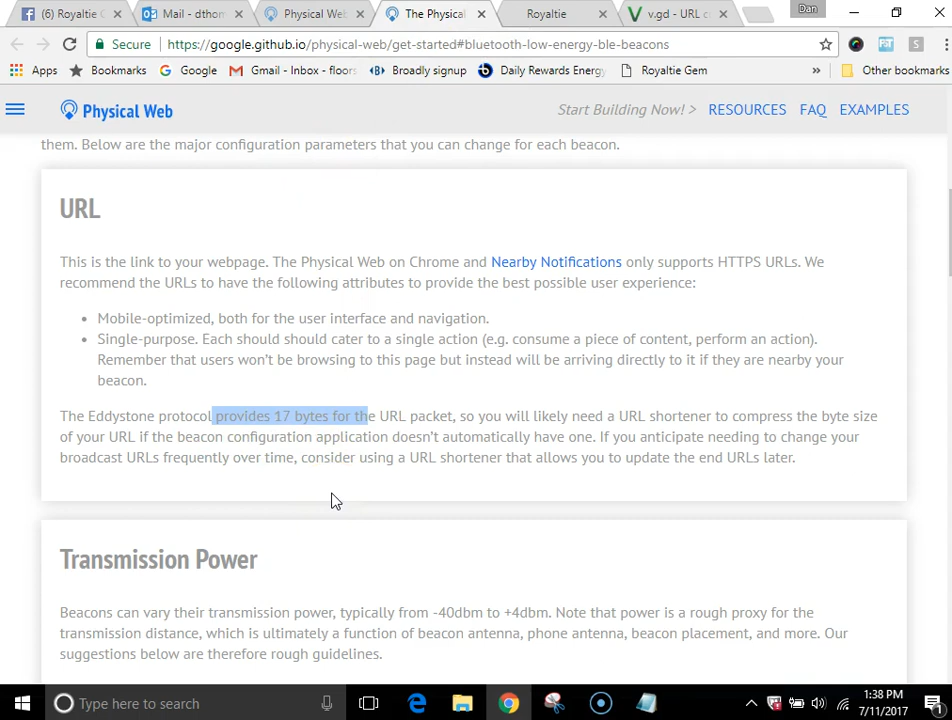 (6) Royaltie
Mail - dthom
Physical Web
The Physical
Royaltie
v.gd - URL c
Dan
Secure
https://google.github.io/physical-web/get-started#bluetooth-low-energy-ble-beacons
Apps
Bookmarks
Google
Gmail - Inbox - floors
Broadly signup
Daily Rewards Energy
Royaltie Gem
»
Other bookmarks
Physical Web
Start Building Now! >
RESOURCES
FAQ
EXAMPLES
them. Below are the major configuration parameters that you can change for each beacon.
URL
This is the link to your webpage. The Physical Web on Chrome and Nearby Notifications only supports HTTPS URLs. We
recommend the URLs to have the following attributes to provide the best possible user experience:
• Mobile-optimized, both for the user interface and navigation.
• Single-purpose. Each should should cater to a single action (e.g. consume a piece of content, perform an action).
Remember that users won't be browsing to this page but instead will be arriving directly to it if they are nearby your
beacon.
The Eddystone protocol provides 17 bytes for the URL packet, so you will likely need a URL shortener to compress the byte size
of your URL if the beacon configuration application doesn't automatically have one. If you anticipate needing to change your
broadcast URLs frequently over time, consider using a URL shortener that allows you to update the end URLs later.
Transmission Power
Beacons can vary their transmission power, typically from -40dbm to +4dbm. Note that power is a rough proxy for the
transmission distance, which is ultimately a function of beacon antenna, phone antenna, beacon placement, and more. Our
suggestions below are therefore rough guidelines.
Type here to search
1:38 PM
7/11/2017